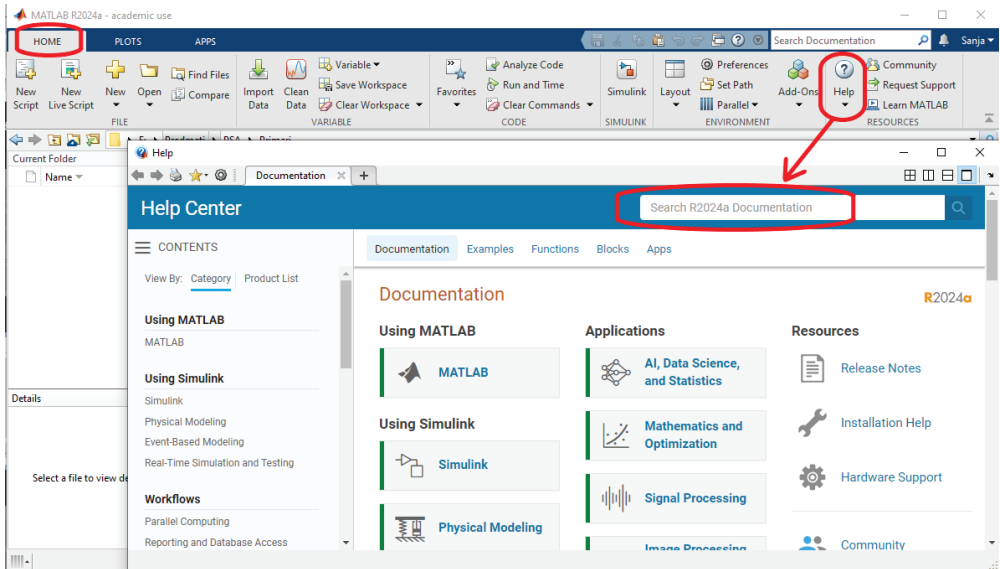 MATLAB R2024a - academic use
HOME PLOTS APPS
Search Documentation
Sanja
New Script
New Live Script
New
Open
Find Files
Compare
Import Data
Clean Data
Variable
Save Workspace
Clear Workspace
Favorites
Analyze Code
Run and Time
Clear Commands
Simulink
Layout
Preferences
Set Path
Parallel
Add-Ons
Help
Community
Request Support
Learn MATLAB
FILE VARIABLE CODE SIMULINK ENVIRONMENT RESOURCES
Current Folder
Name
Details
Select a file to view de
Help
Documentation
Help Center
Search R2024a Documentation
CONTENTS
Documentation Examples Functions Blocks Apps
View By: Category Product List
Using MATLAB
MATLAB
Using Simulink
Simulink
Physical Modeling
Event-Based Modeling
Real-Time Simulation and Testing
Workflows
Parallel Computing
Reporting and Database Access
Documentation
R2024a
Using MATLAB
MATLAB
Using Simulink
Simulink
Physical Modeling
Applications
AI, Data Science,
and Statistics
Mathematics and
Optimization
Signal Processing
Image Processing
Resources
Release Notes
Installation Help
Hardware Support
Community